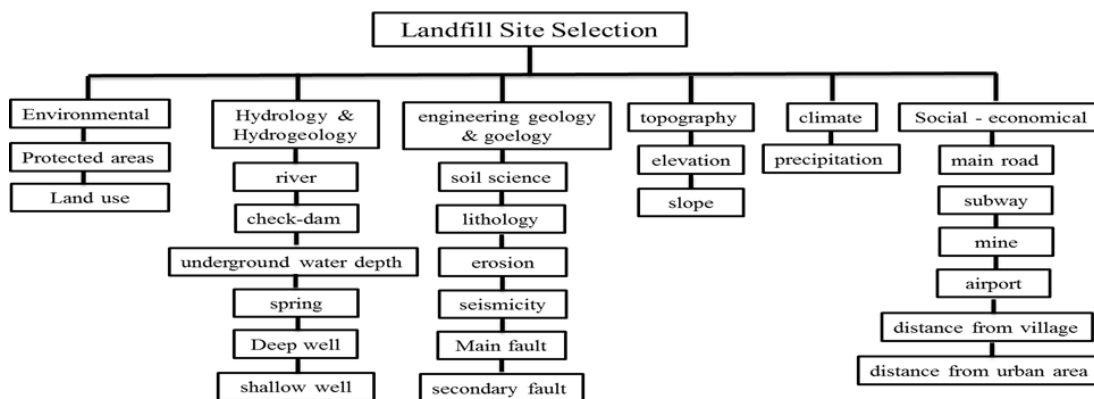 Landfill Site Selection
Environmental
Protected areas
Land use
Hydrology &
Hydrogeology
river
check-dam
underground water depth
spring
Deep well
shallow well
engineering geology
& goelogy
soil science
lithology
erosion
seismicity
Main fault
secondary fault
topography
elevation
slope
climate
precipitation
Social - economical
main road
subway
mine
airport
distance from village
distance from urban area